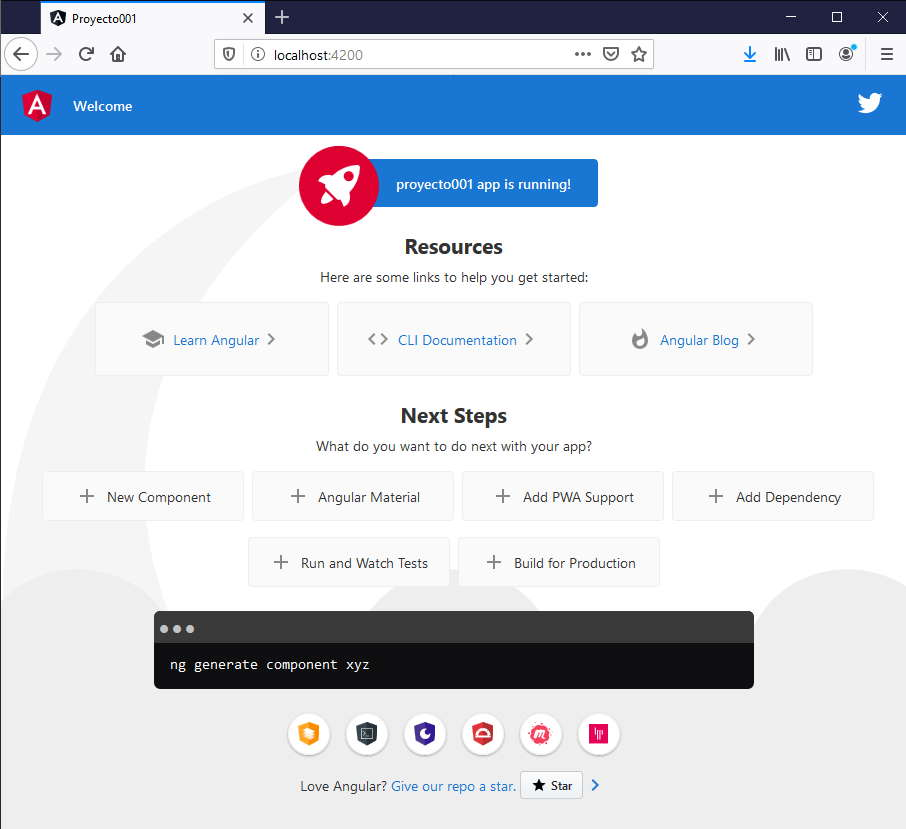 Proyecto001
localhost:4200
Welcome
proyecto001 app is running!
Resources
Here are some links to help you get started:
Learn Angular
CLI Documentation
Angular Blog
Next Steps
What do you want to do next with your app?
New Component
Angular Material
Add PWA Support
Add Dependency
Run and Watch Tests
Build for Production
ng generate component xyz
Love Angular? Give our repo a star. Star